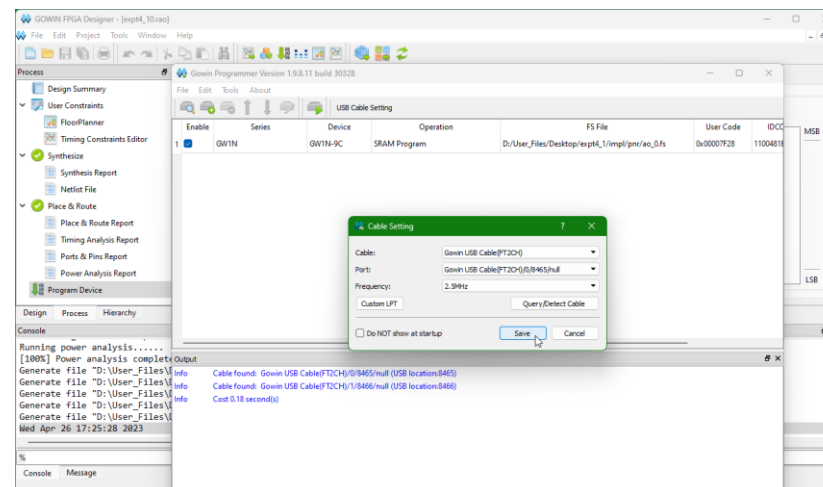 GOWIN FPGA Designer - [expt4_10.rao]
File Edit Project Tools Window Help
Process
Design Summary
User Constraints
FloorPlanner
Timing Constraints Editor
Synthesize
Synthesis Report
Netlist File
Place & Route
Place & Route Report
Timing Analysis Report
Ports & Pins Report
Power Analysis Report
Program Device
Design Process Hierarchy
Console
Running power analysis......
[100%] Power analysis complete
Generate file "D:\User_Files\
Generate file "D:\User_Files\
Generate file "D:\User_Files\
Generate file "D:\User_Files\
Generate file "D:\User_Files\
Wed Apr 26 17:25:28 2023
%
Console Message
Gowin Programmer Version 1.9.8.11 build 30328
File Edit Tools About
USB Cable Setting
Enable Series Device Operation FS File User Code IDCO
1 GW1N GW1N-9C SRAM Program D:/User_Files/Desktop/expt4_1/impl/pnr/ao_0.fs 0x00007F28 1100481
MSB
LSB
Cable Setting ? ×
Cable: Gowin USB Cable(FT2CH)
Port: Gowin USB Cable(FT2CH)/0/8465/null
Frequency: 2.5MHz
Custom LPT Query/Detect Cable
Do NOT show at startup Save Cancel
Output
Info Cable found: Gowin USB Cable(FT2CH)/0/8465/null (USB location:8465)
Info Cable found: Gowin USB Cable(FT2CH)/1/8466/null (USB location:8466)
Info Cost 0.18 second(s)